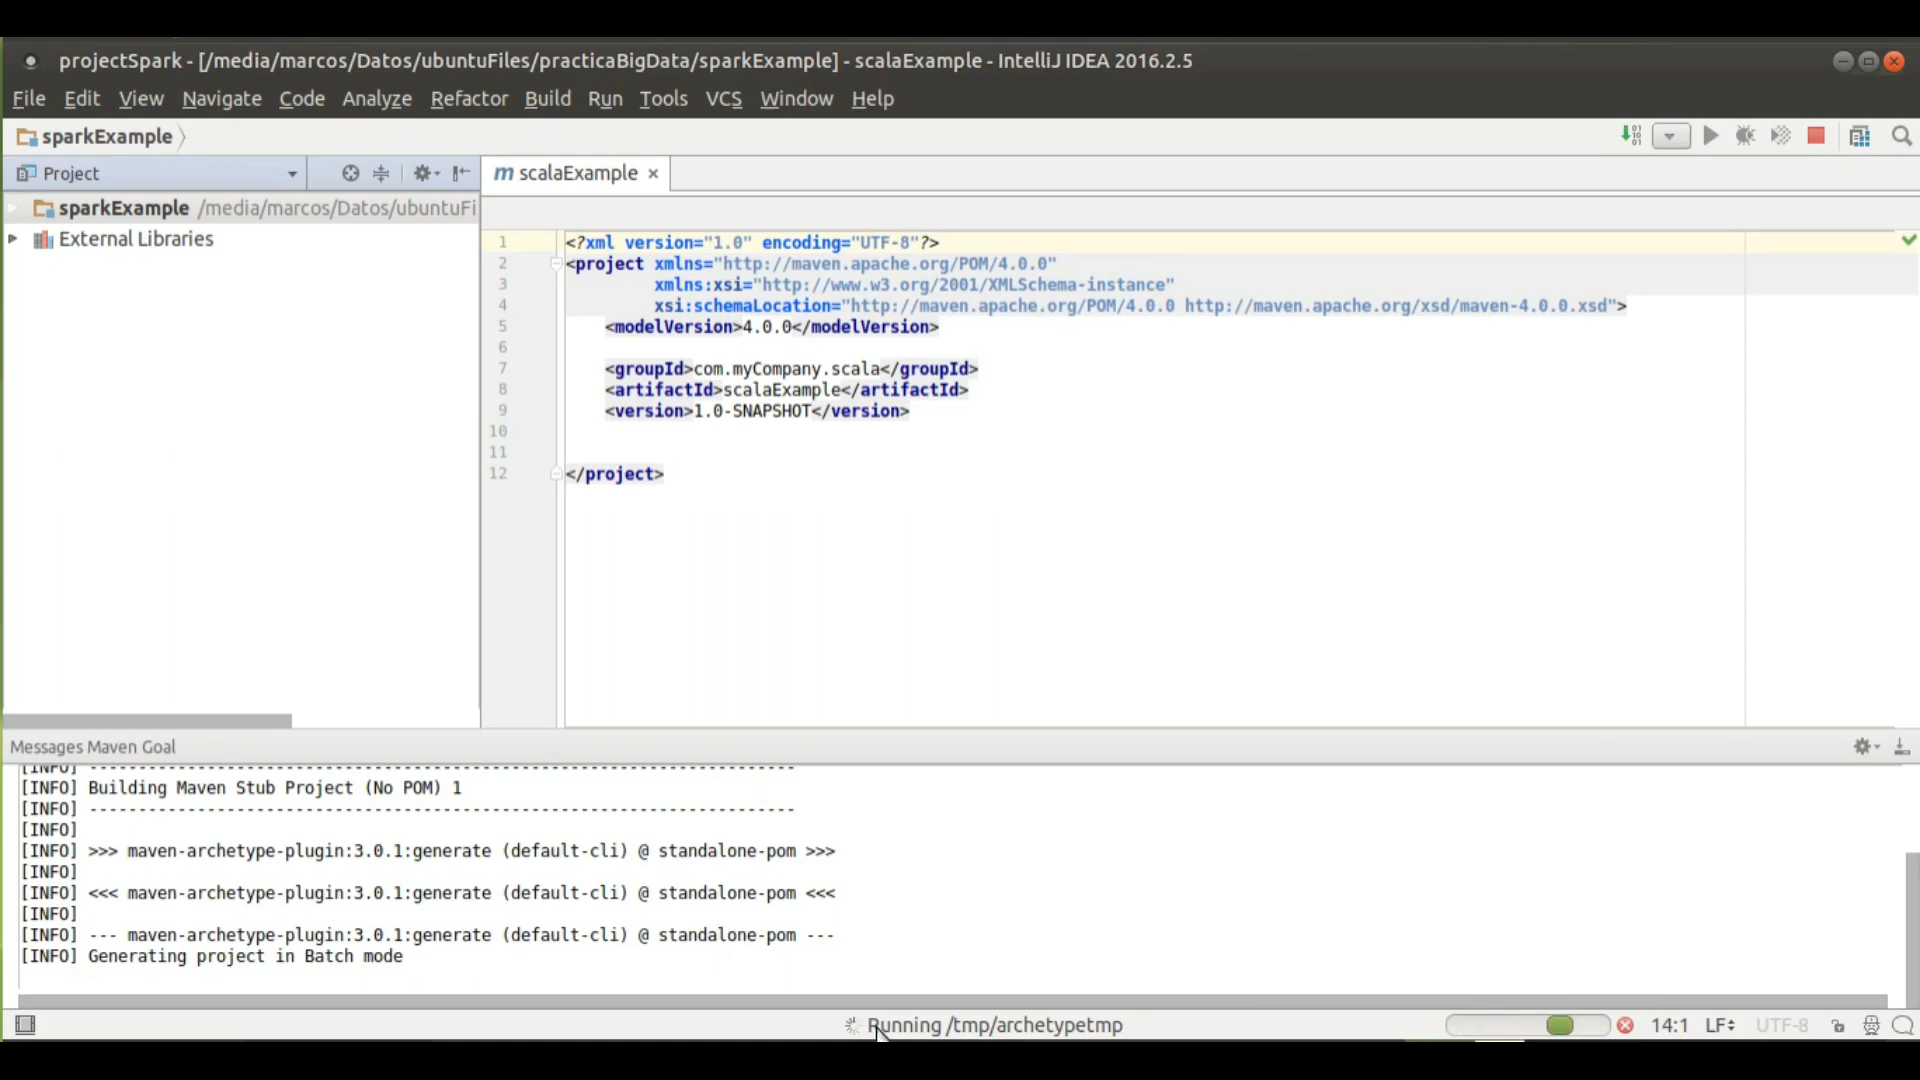 projectSpark - [/media/marcos/Datos/ubuntuFiles/practicaBigData/sparkExample] - scalaExample - IntelliJ IDEA 2016.2.5
File Edit View Navigate Code Analyze Refactor Build Run Tools VCS Window Help
sparkExample
Project
m scalaExample ×
sparkExample /media/marcos/Datos/ubuntuFi
External Libraries
1 <?xml version="1.0" encoding="UTF-8"?>
2 <project xmlns="http://maven.apache.org/POM/4.0.0"
3 xmlns:xsi="http://www.w3.org/2001/XMLSchema-instance"
4 xsi:schemaLocation="http://maven.apache.org/POM/4.0.0 http://maven.apache.org/xsd/maven-4.0.0.xsd">
5 <modelVersion>4.0.0</modelVersion>
6
7 <groupId>com.myCompany.scala</groupId>
8 <artifactId>scalaExample</artifactId>
9 <version>1.0-SNAPSHOT</version>
10
11
12 </project>
Messages Maven Goal
[INFO] ------------------------------------------------------------------------
[INFO] Building Maven Stub Project (No POM) 1
[INFO] ------------------------------------------------------------------------
[INFO]
[INFO] >>> maven-archetype-plugin:3.0.1:generate (default-cli) @ standalone-pom >>>
[INFO]
[INFO] <<< maven-archetype-plugin:3.0.1:generate (default-cli) @ standalone-pom <<<
[INFO]
[INFO] --- maven-archetype-plugin:3.0.1:generate (default-cli) @ standalone-pom ---
[INFO] Generating project in Batch mode
Running /tmp/archetypetmp
14:1 LF UTF-8